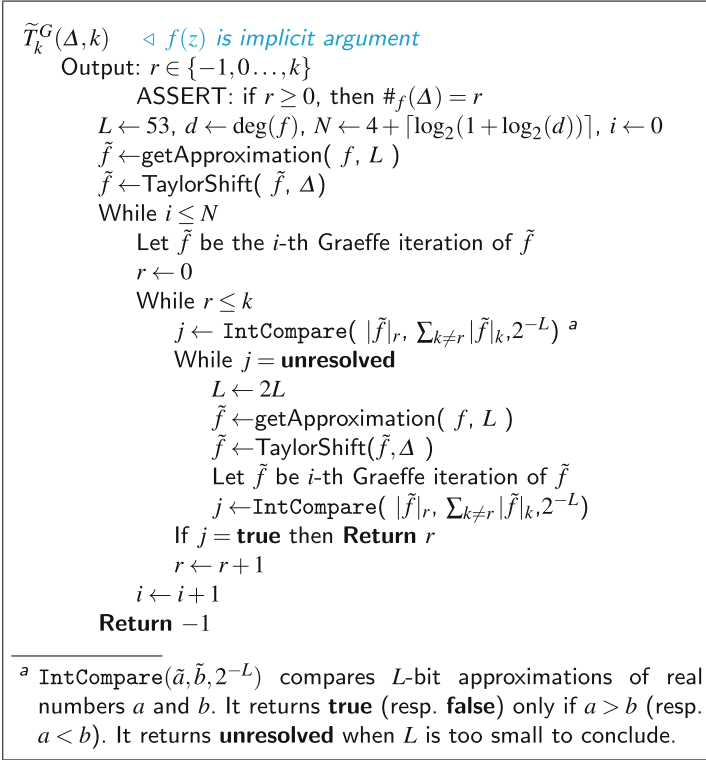 T̃ₖᴳ(Δ,k) ◁ f(z) is implicit argument
Output: r ∈ {−1,0…,k}
ASSERT: if r ≥ 0, then #_f(Δ) = r
L ← 53, d ← deg(f), N ← 4+⌈log₂(1+log₂(d))⌉, i ← 0
f̃ ←getApproximation( f, L )
f̃ ←TaylorShift( f̃, Δ)
While i ≤ N
Let f̃ be the i-th Graeffe iteration of f̃
r ← 0
While r ≤ k
j ← IntCompare( |f̃|_r, ∑_{k≠r} |f̃|_k,2^{−L}) ᵃ
While j = unresolved
L ← 2L
f̃ ←getApproximation( f, L )
f̃ ←TaylorShift(f̃,Δ )
Let f̃ be i-th Graeffe iteration of f̃
j ←IntCompare( |f̃|_r, ∑_{k≠r} |f̃|_k,2^{−L})
If j = true then Return r
r ← r+1
i ← i+1
Return −1
ᵃ IntCompare(ã,b̃,2^{−L}) compares L-bit approximations of real
numbers a and b. It returns true (resp. false) only if a > b (resp.
a < b). It returns unresolved when L is too small to conclude.